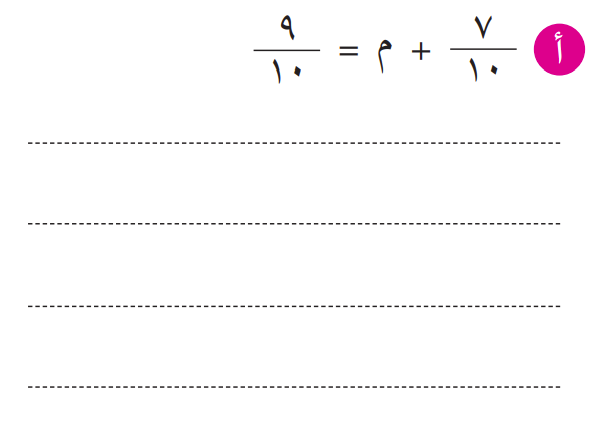 أ ٧/١٠ + م = ٩/١٠